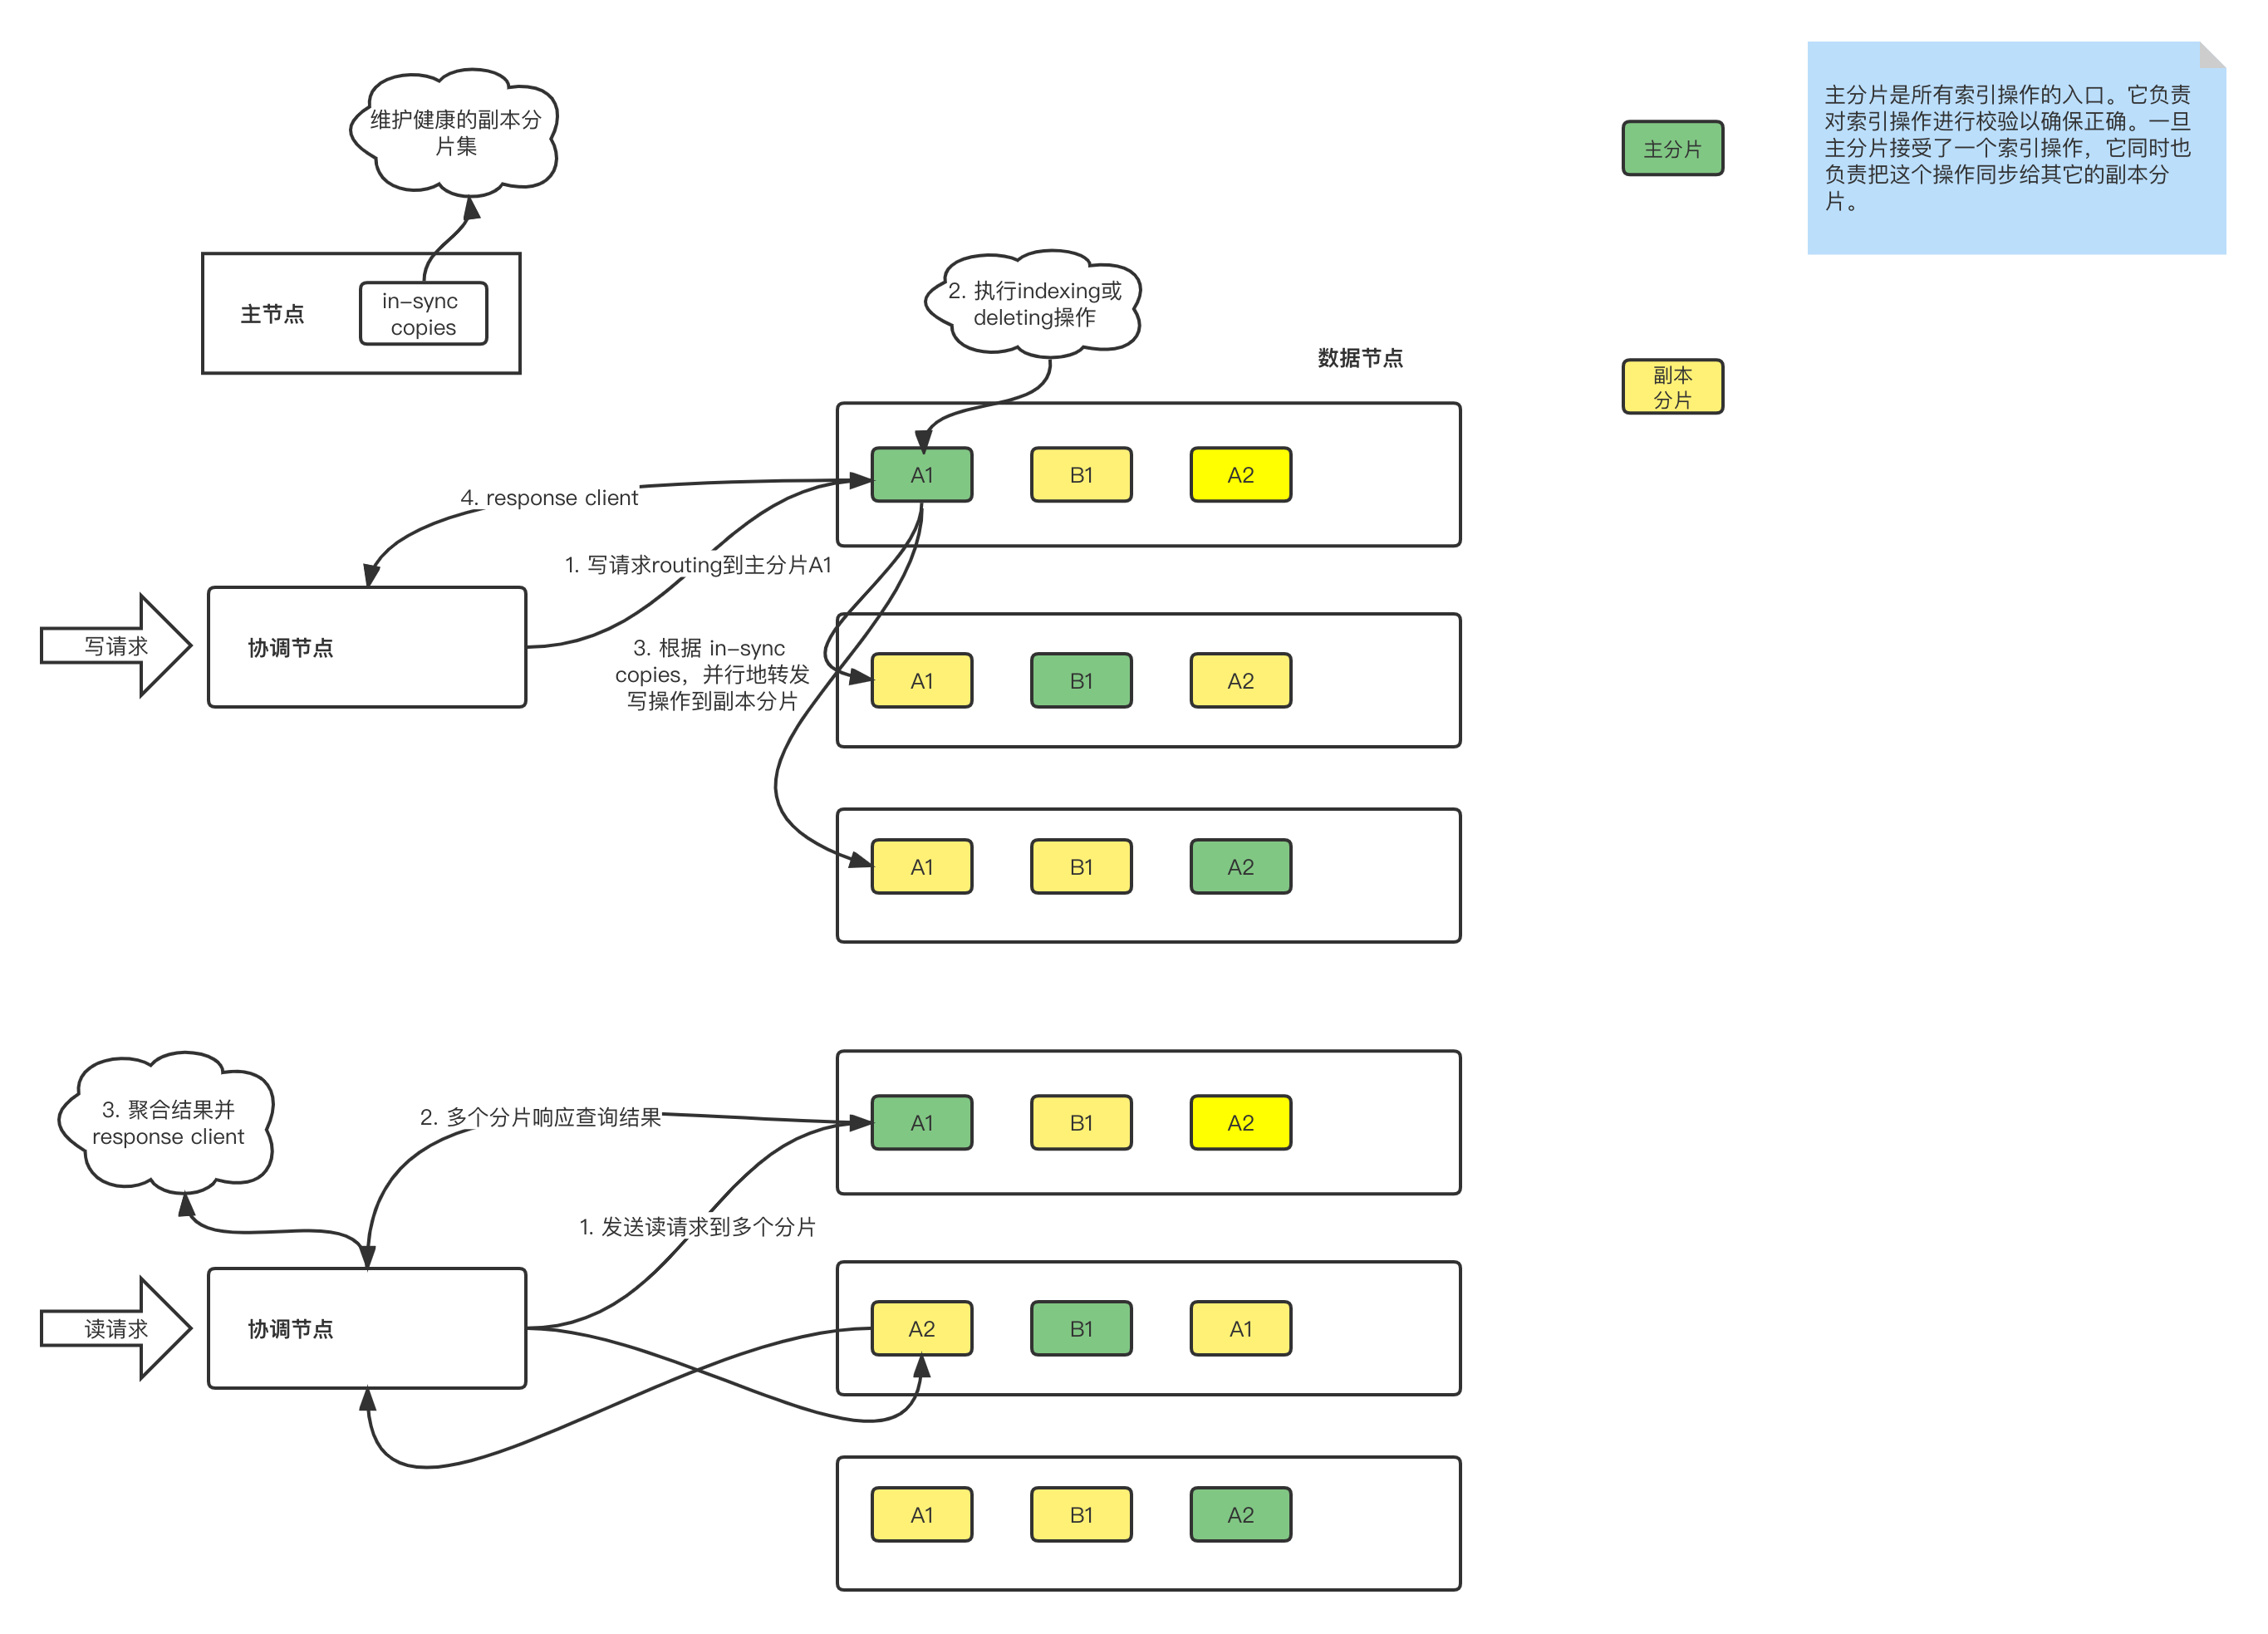 维护健康的副本分
片集
主分片
主分片是所有索引操作的入口。它负责
对索引操作进行校验以确保正确。一旦
主分片接受了一个索引操作，它同时也
负责把这个操作同步给其它的副本分
片。
主节点
in-sync
copies
2. 执行indexing或
deleting操作
数据节点
副本
分片
A1
B1
A2
4. response client
1. 写请求routing到主分片A1
写请求
协调节点
3. 根据 in-sync
copies，并行地转发
写操作到副本分片
A1
B1
A2
A1
B1
A2
3. 聚合结果并
response client
2. 多个分片响应查询结果
A1
B1
A2
1. 发送读请求到多个分片
读请求
协调节点
A2
B1
A1
A1
B1
A2